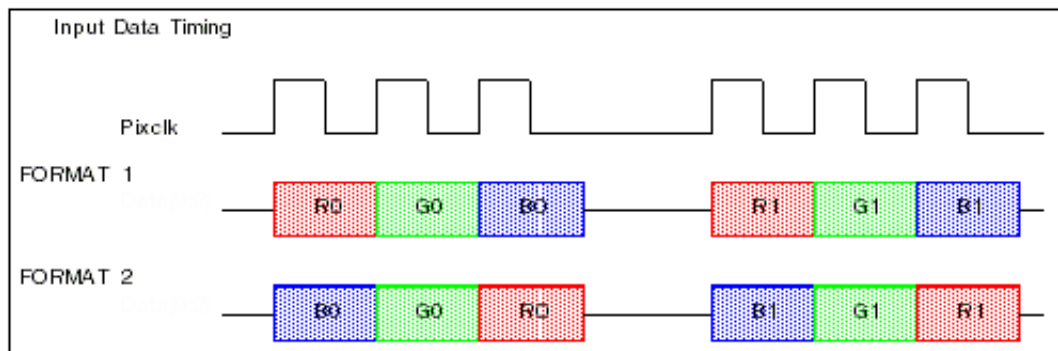 Input Data Timing
Pixclk
FORMAT 1
R0 G0 B0 R1 G1 B1
FORMAT 2
B0 G0 R0 B1 G1 R1